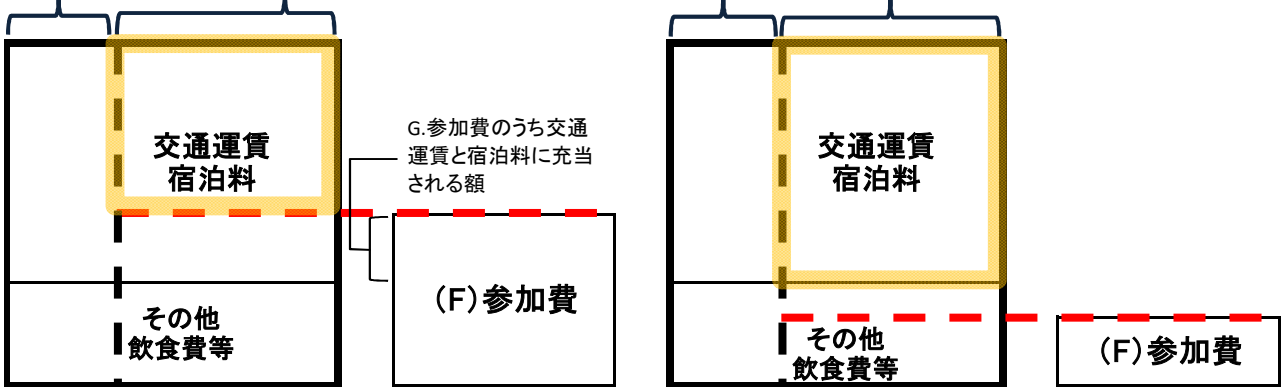 交通運賃
宿泊料
G.参加費のうち交通
運賃と宿泊料に充当
される額
(F)参加費
その他
飲食費等
交通運賃
宿泊料
その他
飲食費等
(F)参加費